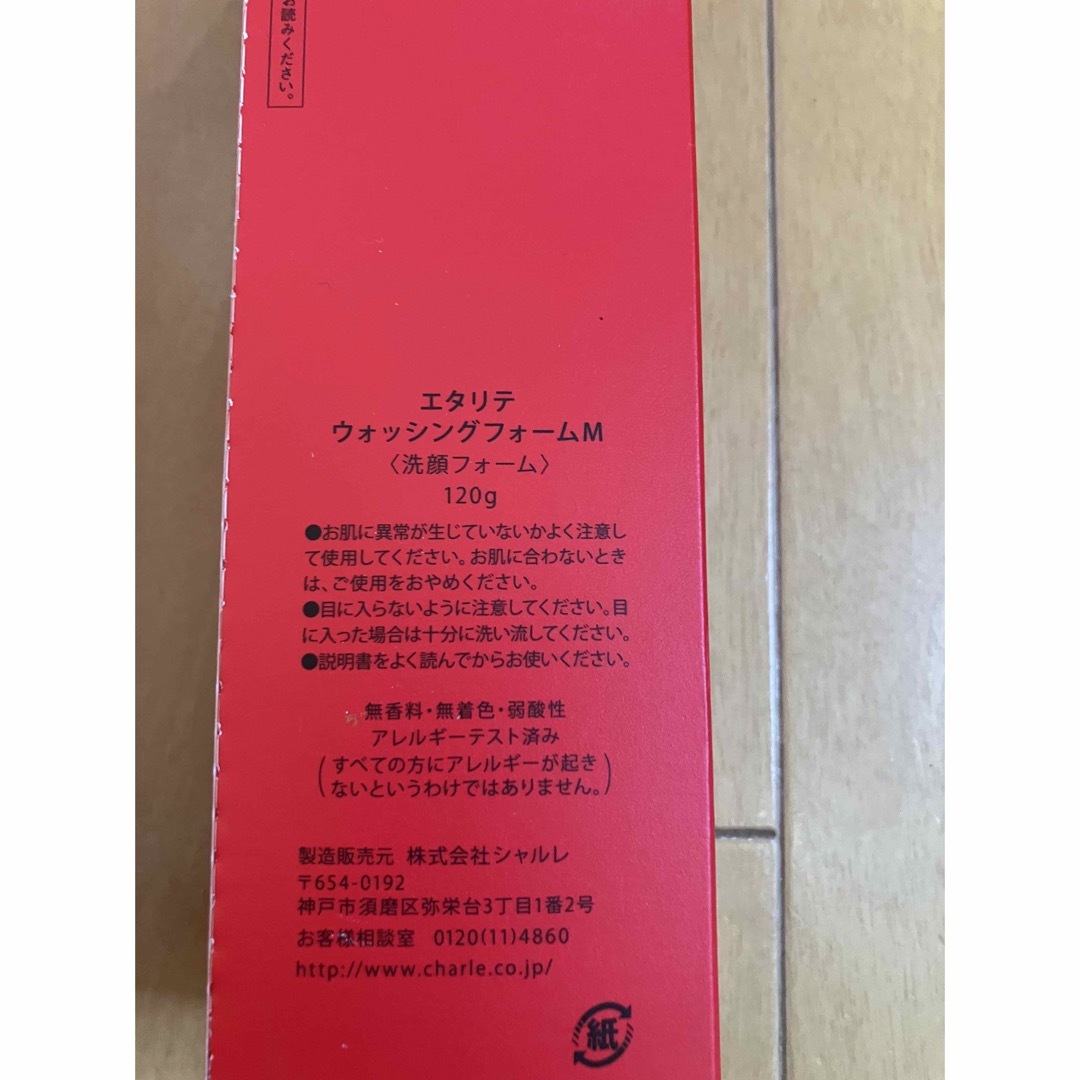 お読みください。
エタリテ
ウォッシングフォームM
〈洗顔フォーム〉
120g
●お肌に異常が生じていないかよく注意し
て使用してください。お肌に合わないとき
は、ご使用をおやめください。
●目に入らないように注意してください。目
に入った場合は十分に洗い流してください。
●説明書をよく読んでからお使いください。
無香料・無着色・弱酸性
アレルギーテスト済み
(すべての方にアレルギーが起き
ないというわけではありません。)
製造販売元 株式会社シャルレ
〒654-0192
神戸市須磨区弥栄台3丁目1番2号
お客様相談室 0120(11)4860
http://www.charle.co.jp/
紙